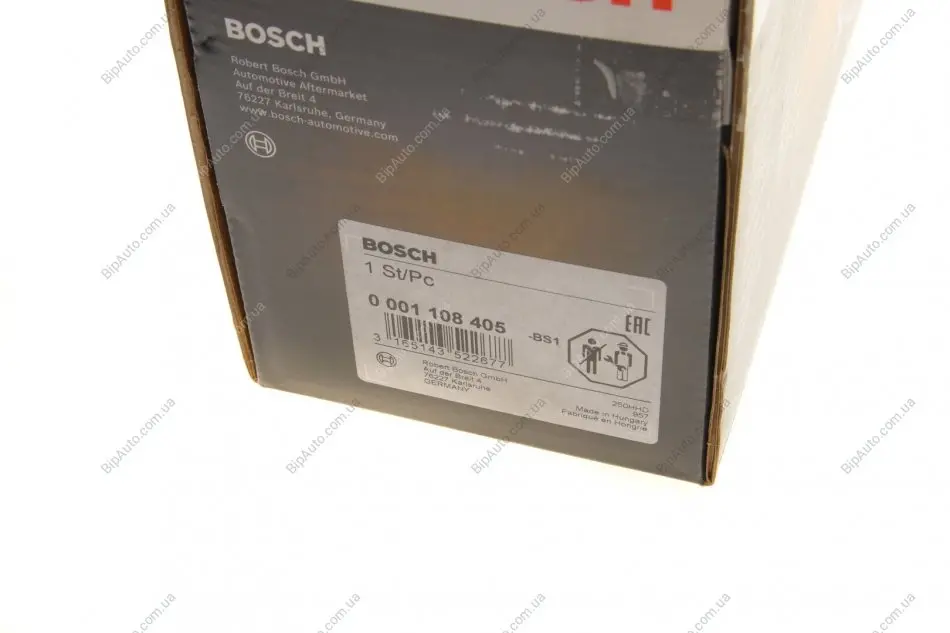 BOSCH
Robert Bosch GmbH
Automotive Aftermarket
Auf der Breit 4
76227 Karlsruhe, Germany
www.bosch-automotive.com
BOSCH
1 St/Pc
0 001 108 405
-BS1
EAC
3 165143 522677
Robert Bosch GmbH
Auf der Breit 4
76227 Karlsruhe
GERMANY
250HHD
957
Made in Hungary
Fabriqué en Hongrie
BipAuto.com.ua